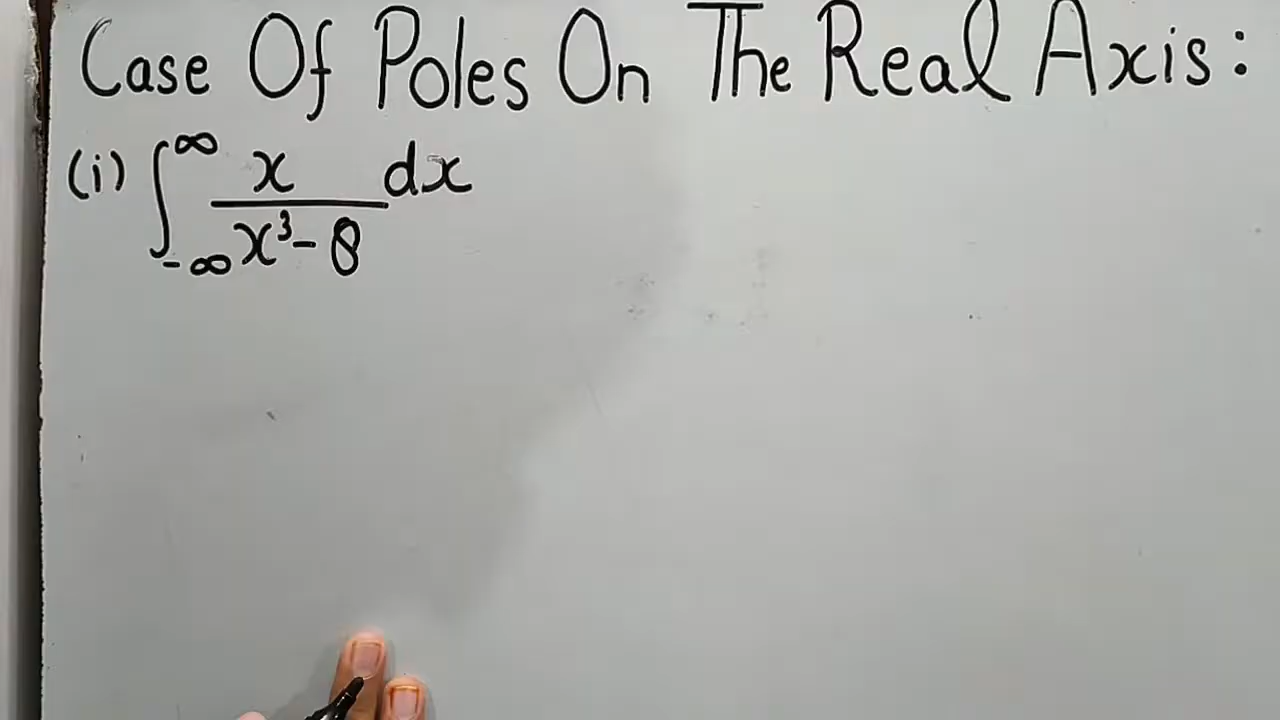 Case Of Poles On The Real Axis:
(i) ∫_{-∞}^{∞} x/(x³-8) dx